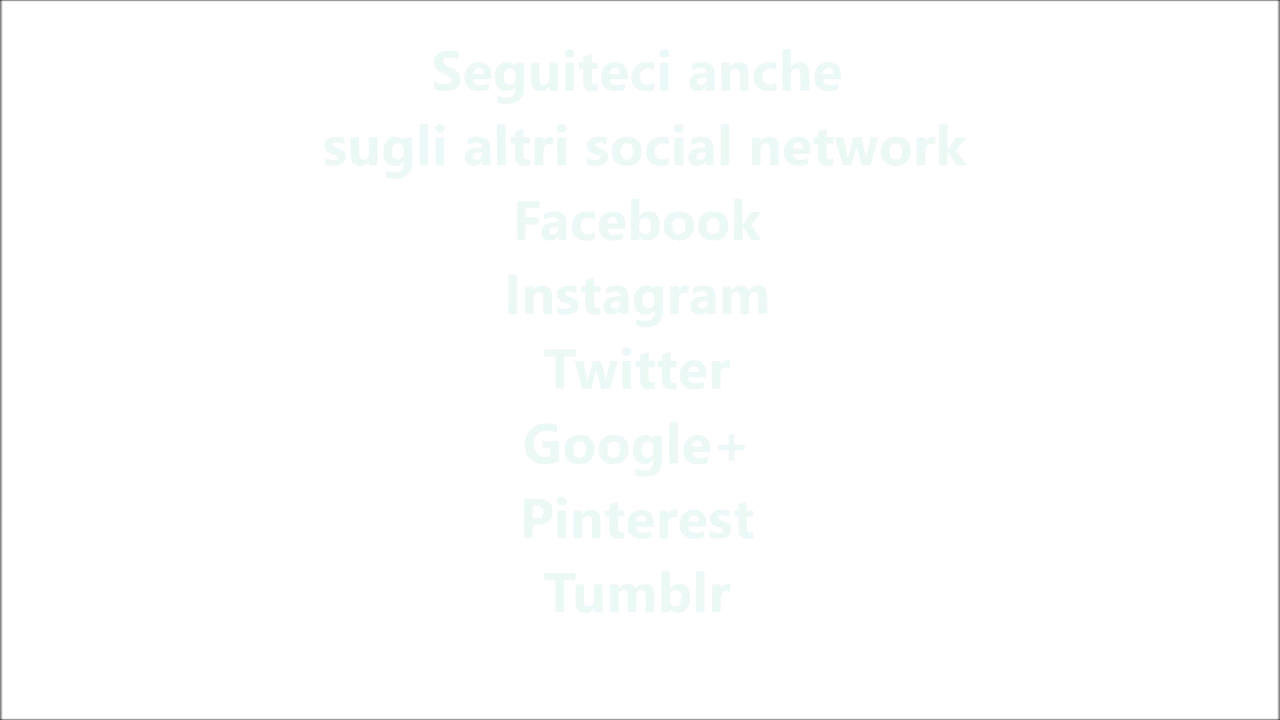 Seguiteci anche
sugli altri social network
Facebook
Instagram
Twitter
Google+
Pinterest
Tumblr